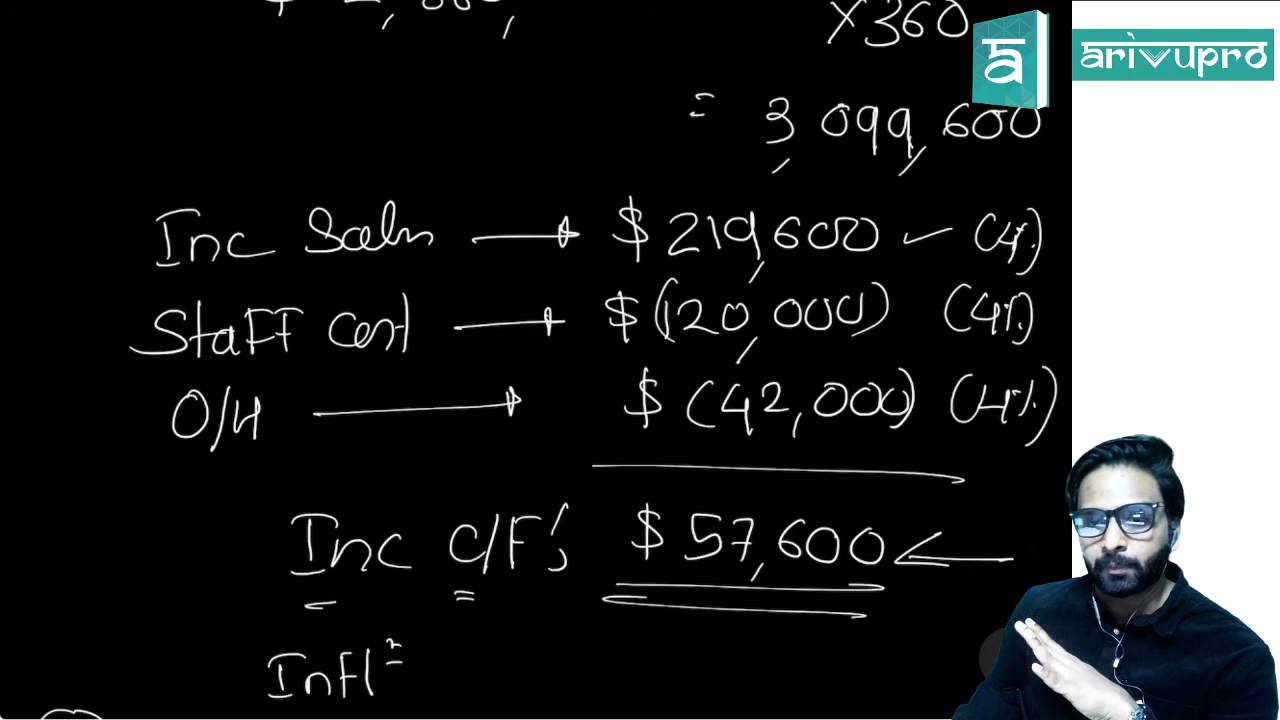 X360
arivupro
= 3,099,600
Inc Sales → $ 219,600 ✓ (4%)
Staff Cost → $(120,000) (4%)
O/H → $ (42,000) (4%)
Inc C/F's $ 57,600 ←
Infl²